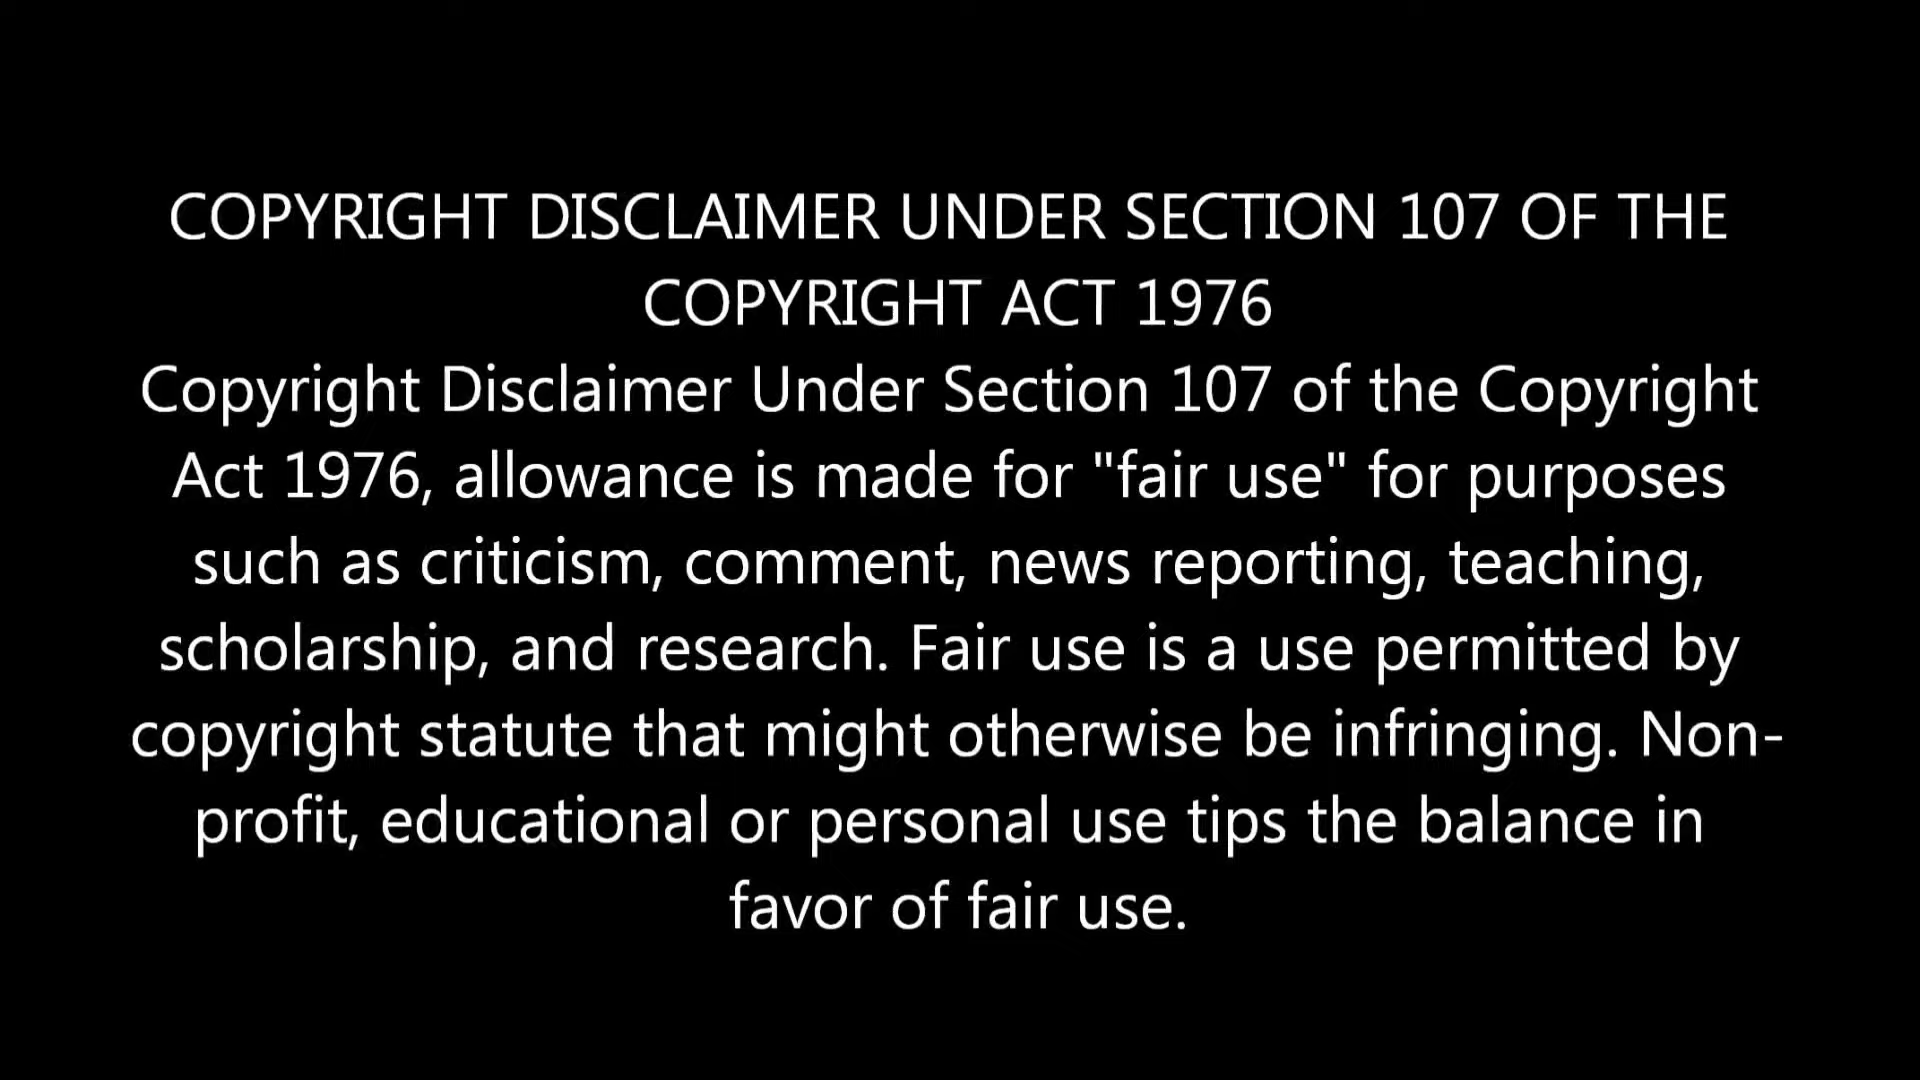 COPYRIGHT DISCLAIMER UNDER SECTION 107 OF THE
COPYRIGHT ACT 1976
Copyright Disclaimer Under Section 107 of the Copyright
Act 1976, allowance is made for "fair use" for purposes
such as criticism, comment, news reporting, teaching,
scholarship, and research. Fair use is a use permitted by
copyright statute that might otherwise be infringing. Non-
profit, educational or personal use tips the balance in
favor of fair use.